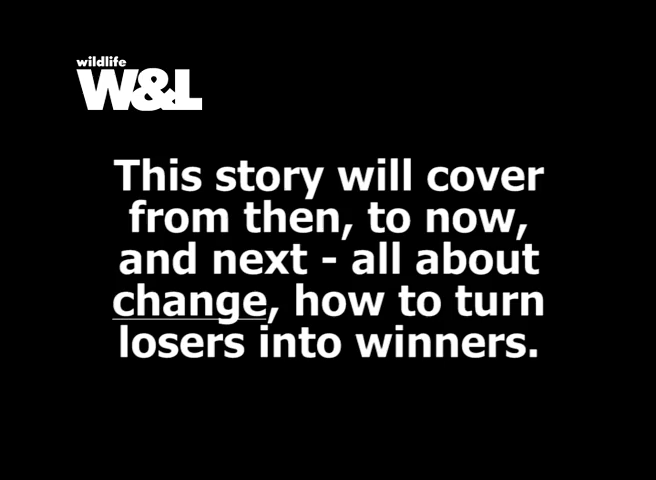 wildlife
W&L
This story will cover
from then, to now,
and next - all about
change, how to turn
losers into winners.